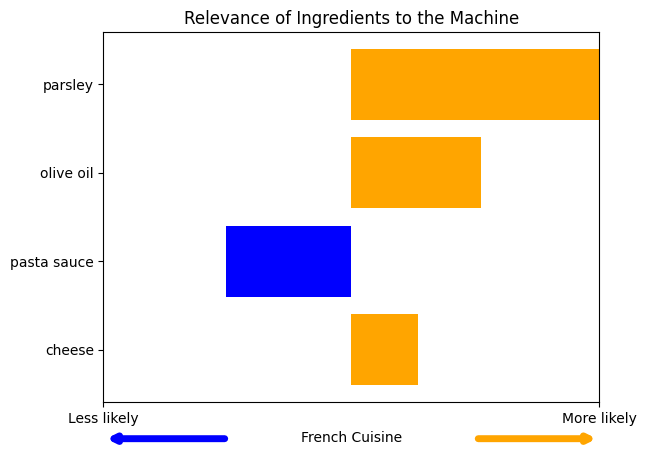 Relevance of Ingredients to the Machine
parsley
olive oil
pasta sauce
cheese
Less likely
More likely
French Cuisine